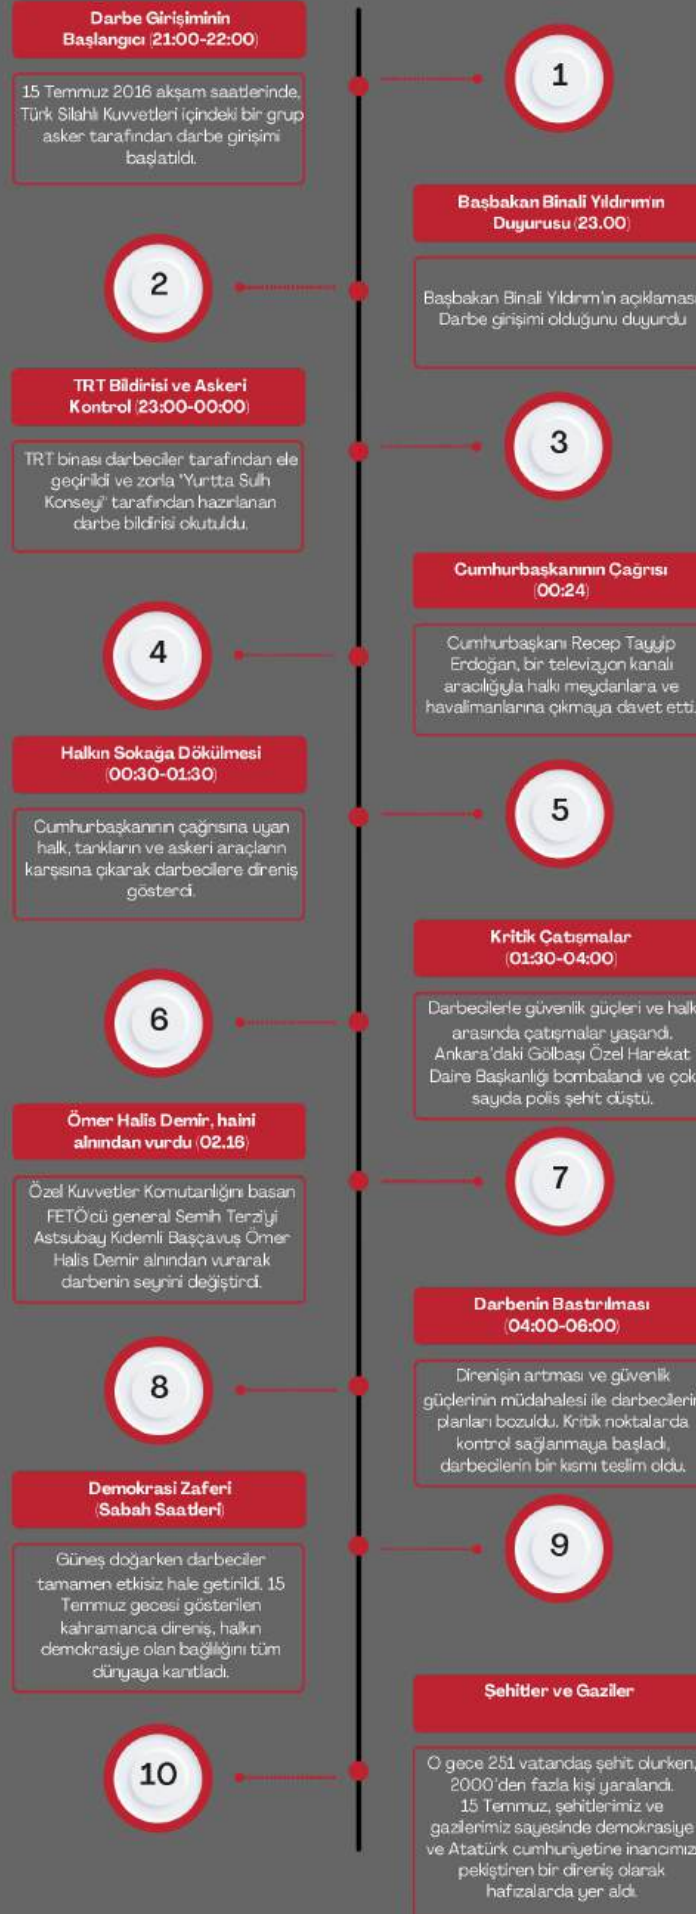 Darbe Girişiminin
Başlangıcı (21:00-22:00)
15 Temmuz 2016 akşam saatlerinde,
Türk Silahlı Kuvvetleri içindeki bir grup
asker tarafından darbe girişimi
başlatıldı.
1
Başbakan Binali Yıldırım'ın
Duyurusu (23.00)
Başbakan Binali Yıldırım'ın açıklaması
Darbe girişimi olduğunu duyurdu
2
TRT Bildirisi ve Askeri
Kontrol (23:00-00:00)
TRT binası darbeciler tarafından ele
geçirildi ve zorla "Yurtta Sulh
Konseyi" tarafından hazırlanan
darbe bildirisi okutuldu.
3
Cumhurbaşkanının Çağrısı
(00:24)
Cumhurbaşkanı Recep Tayyip
Erdoğan, bir televizyon kanalı
aracılığıyla halkı meydanlara ve
havalimanlarına çıkmaya davet etti.
4
Halkın Sokağa Dökülmesi
(00:30-01:30)
Cumhurbaşkanının çağrısına uyan
halk, tankların ve askeri araçların
karşısına çıkarak darbecilere direniş
gösterdi.
5
Kritik Çatışmalar
(01:30-04:00)
Darbecilerle güvenlik güçleri ve halk
arasında çatışmalar yaşandı.
Ankara'daki Gölbaşı Özel Harekat
Daire Başkanlığı bombalandı ve çok
sayıda polis şehit düştü.
6
Ömer Halis Demir, haini
alnından vurdu (02.16)
Özel Kuvvetler Komutanlığını basan
FETÖ'cü general Semih Terzi'yi
Astsubay Kıdemli Başçavuş Ömer
Halis Demir alnından vurarak
darbenin seyrini değiştirdi.
7
Darbenin Bastırılması
(04:00-06:00)
Direnişin artması ve güvenlik
güçlerinin müdahalesi ile darbecilerin
planları bozuldu. Kritik noktalarda
kontrol sağlanmaya başladı,
darbecilerin bir kısmı teslim oldu.
8
Demokrasi Zaferi
(Sabah Saatleri)
Güneş doğarken darbeciler
tamamen etkisiz hale getirildi. 15
Temmuz gecesi gösterilen
kahramanca direniş, halkın
demokrasiye olan bağlılığını tüm
dünyaya kanıtladı.
9
Şehitler ve Gaziler
O gece 251 vatandaş şehit olurken,
2000'den fazla kişi yaralandı.
15 Temmuz, şehitlerimiz ve
gazilerimiz sayesinde demokrasiye
ve Atatürk cumhuriyetine inancımızı
pekiştiren bir direniş olarak
hafızalarda yer aldı.
10